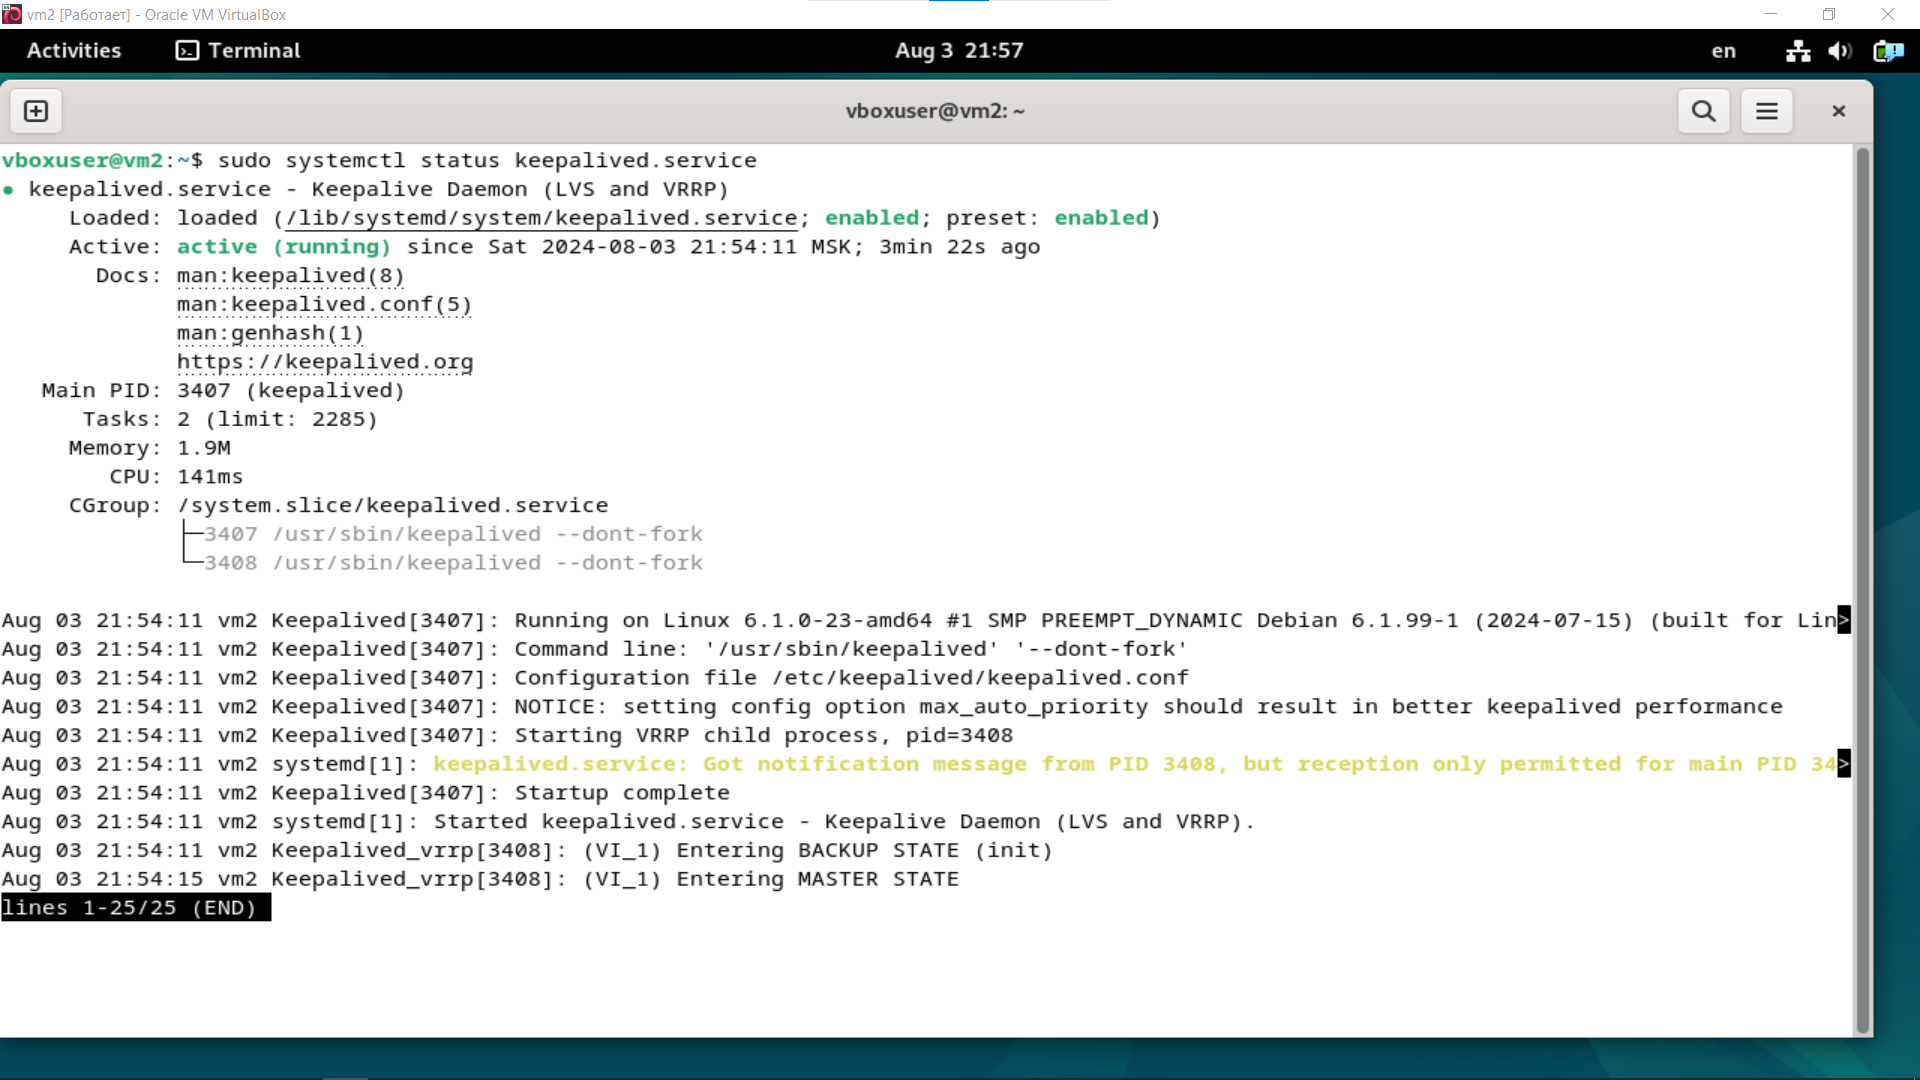 vm2 [Работает] - Oracle VM VirtualBox
Activities Terminal Aug 3 21:57 en
vboxuser@vm2: ~
vboxuser@vm2:~$ sudo systemctl status keepalived.service
● keepalived.service - Keepalive Daemon (LVS and VRRP)
Loaded: loaded (/lib/systemd/system/keepalived.service; enabled; preset: enabled)
Active: active (running) since Sat 2024-08-03 21:54:11 MSK; 3min 22s ago
Docs: man:keepalived(8)
man:keepalived.conf(5)
man:genhash(1)
https://keepalived.org
Main PID: 3407 (keepalived)
Tasks: 2 (limit: 2285)
Memory: 1.9M
CPU: 141ms
CGroup: /system.slice/keepalived.service
├─3407 /usr/sbin/keepalived --dont-fork
└─3408 /usr/sbin/keepalived --dont-fork
Aug 03 21:54:11 vm2 Keepalived[3407]: Running on Linux 6.1.0-23-amd64 #1 SMP PREEMPT_DYNAMIC Debian 6.1.99-1 (2024-07-15) (built for Lin>
Aug 03 21:54:11 vm2 Keepalived[3407]: Command line: '/usr/sbin/keepalived' '--dont-fork'
Aug 03 21:54:11 vm2 Keepalived[3407]: Configuration file /etc/keepalived/keepalived.conf
Aug 03 21:54:11 vm2 Keepalived[3407]: NOTICE: setting config option max_auto_priority should result in better keepalived performance
Aug 03 21:54:11 vm2 Keepalived[3407]: Starting VRRP child process, pid=3408
Aug 03 21:54:11 vm2 systemd[1]: keepalived.service: Got notification message from PID 3408, but reception only permitted for main PID 34>
Aug 03 21:54:11 vm2 Keepalived[3407]: Startup complete
Aug 03 21:54:11 vm2 systemd[1]: Started keepalived.service - Keepalive Daemon (LVS and VRRP).
Aug 03 21:54:11 vm2 Keepalived_vrrp[3408]: (VI_1) Entering BACKUP STATE (init)
Aug 03 21:54:15 vm2 Keepalived_vrrp[3408]: (VI_1) Entering MASTER STATE
lines 1-25/25 (END)